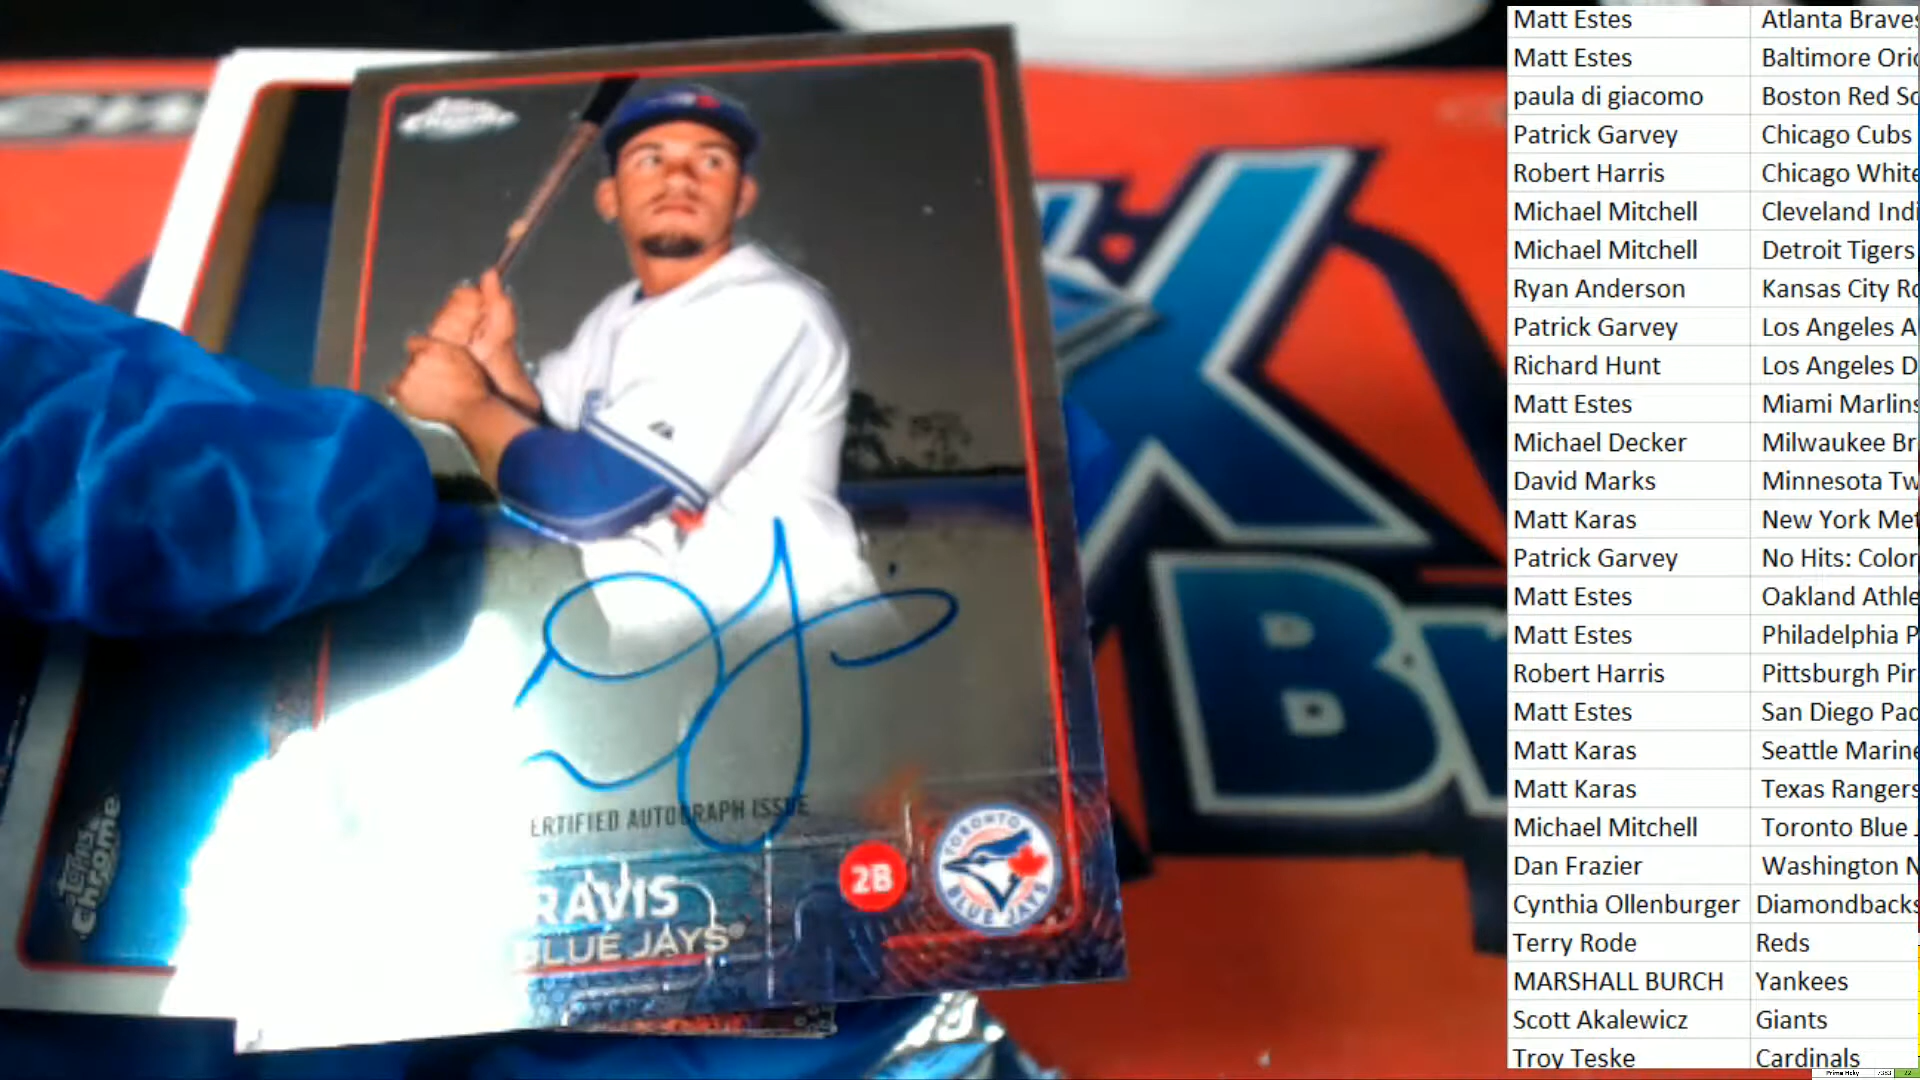 Topps Chrome
ERTIFIED AUTOGRAPH ISSUE
RAVIS
BLUE JAYS®
2B
TORONTO
BLUE JAYS
Topps
chrome
Matt Estes Atlanta Braves
Matt Estes Baltimore Orio
paula di giacomo Boston Red So
Patrick Garvey Chicago Cubs
Robert Harris Chicago White
Michael Mitchell Cleveland Indi
Michael Mitchell Detroit Tigers
Ryan Anderson Kansas City Ro
Patrick Garvey Los Angeles A
Richard Hunt Los Angeles D
Matt Estes Miami Marlins
Michael Decker Milwaukee Br
David Marks Minnesota Tw
Matt Karas New York Met
Patrick Garvey No Hits: Color
Matt Estes Oakland Athle
Matt Estes Philadelphia P
Robert Harris Pittsburgh Pir
Matt Estes San Diego Pad
Matt Karas Seattle Marine
Matt Karas Texas Rangers
Michael Mitchell Toronto Blue J
Dan Frazier Washington N
Cynthia Ollenburger Diamondbacks
Terry Rode Reds
MARSHALL BURCH Yankees
Scott Akalewicz Giants
Troy Teske Cardinals